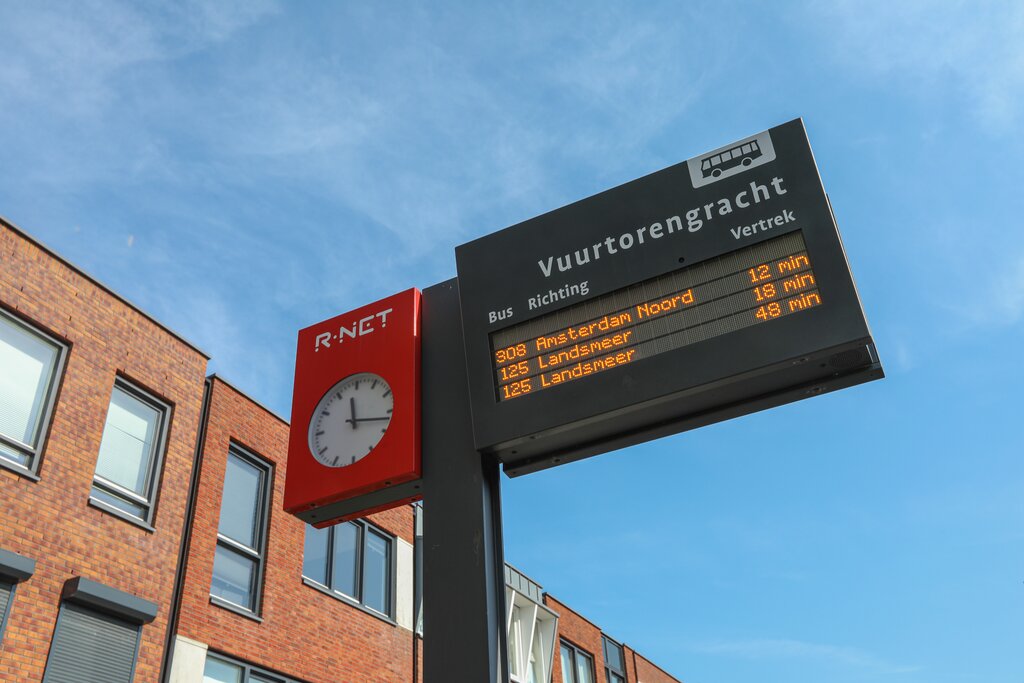 R·NET
Vuurtorengracht
Bus Richting Vertrek
308 Amsterdam Noord 12 min
125 Landsmeer 18 min
125 Landsmeer 48 min